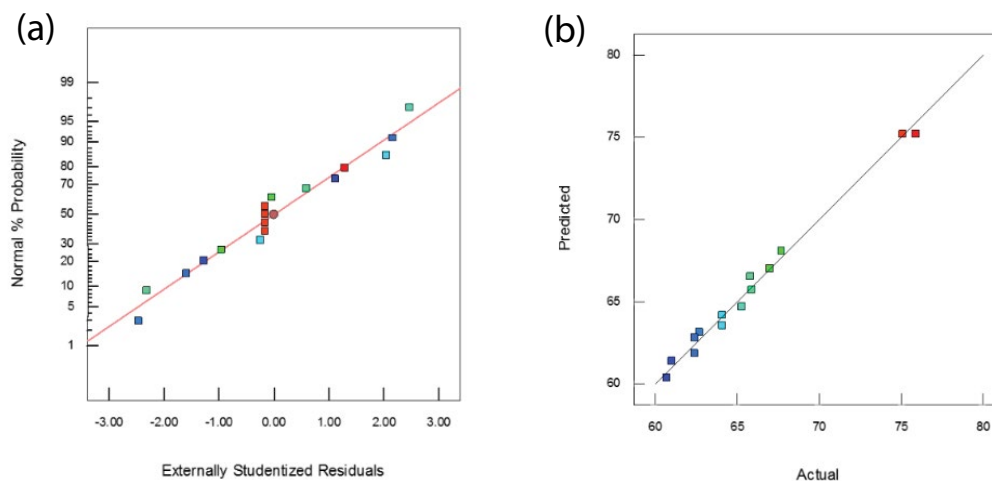 (a)
Normal % Probability
99
95
90
80
70
50
30
20
10
5
1
-3.00 -2.00 -1.00 0.00 1.00 2.00 3.00
Externally Studentized Residuals
(b)
Predicted
80
75
70
65
60
60 65 70 75 80
Actual